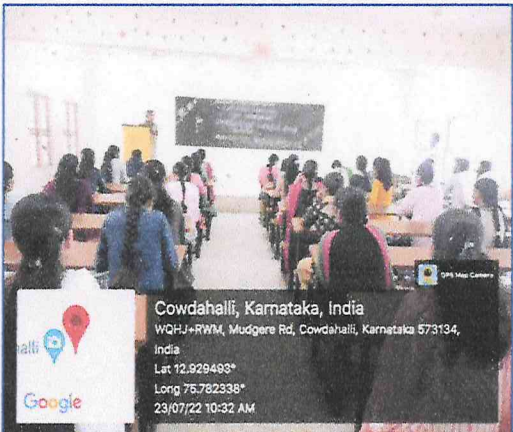 GPS Map Camera
Cowdahalli, Karnataka, India
WQHJ+RWM, Mudgere Rd, Cowdahalli, Karnataka 573134,
India
Lat 12.929493°
Long 75.782338°
23/07/22 10:32 AM
alli
Google